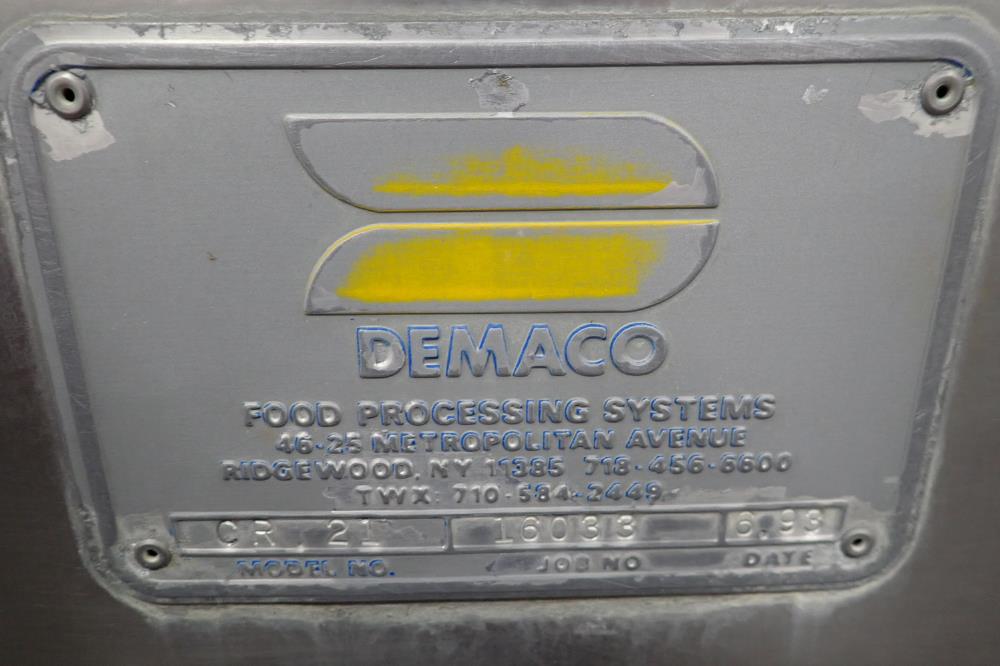 DEMACO
FOOD PROCESSING SYSTEMS
46-25 METROPOLITAN AVENUE
RIDGEWOOD, NY 11385 718-456-6600
TWX: 710-584-2449
CR 21 16033 6.93
MODEL NO. JOB NO DATE